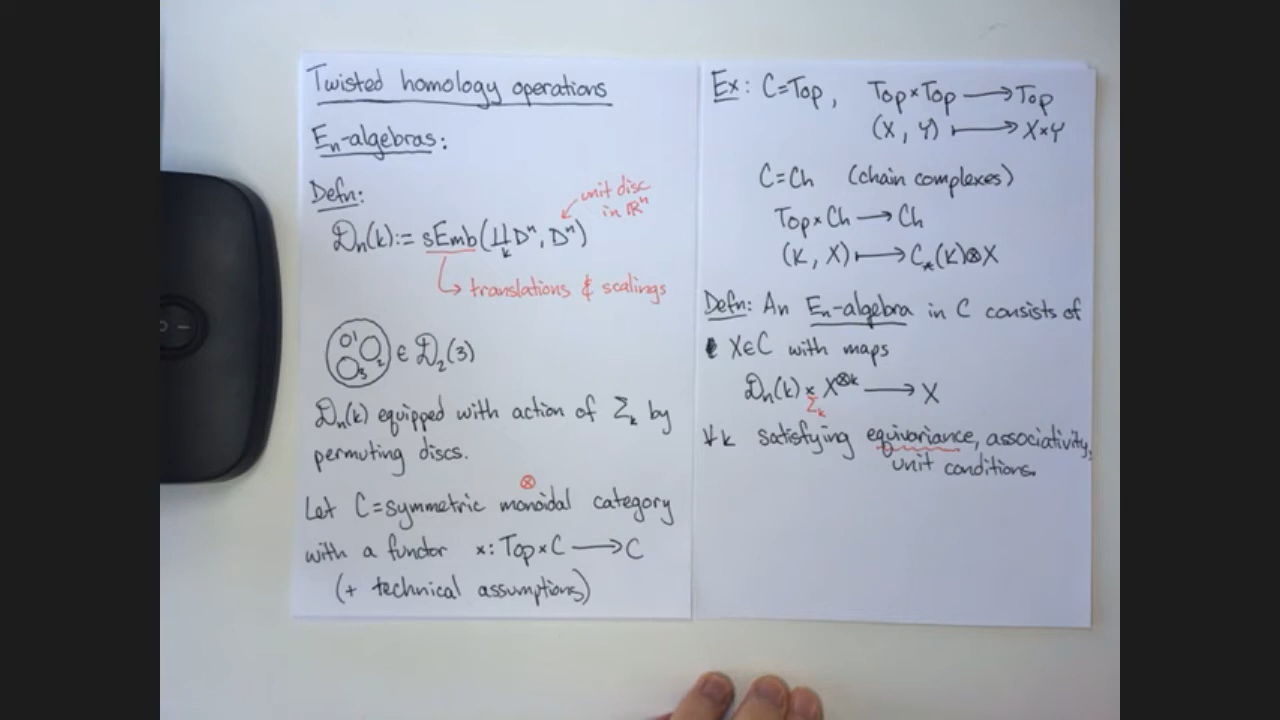 Twisted homology operations
Eₙ-algebras:
Defn:
𝒟ₙ(k):= sEmb(∐ₖ Dⁿ, Dⁿ)
unit disc
in ℝⁿ
↳ translations & scalings
1 2 3 ∈ 𝒟₂(3)
𝒟ₙ(k) equipped with action of Σₖ by
permuting discs.
⊗
Let C = symmetric monoidal category
with a functor ×: Top×C ⟶ C
(+ technical assumptions)
Ex: C=Top, Top×Top ⟶ Top
(X, Y) ⟼ X×Y
C=Ch (chain complexes)
Top×Ch ⟶ Ch
(K, X) ⟼ C⁎(K)⊗X
Defn: An Eₙ-algebra in C consists of
X∈C with maps
𝒟ₙ(k) × X^⊗k ⟶ X
Σₖ
∀k satisfying equivariance, associativity,
unit conditions.